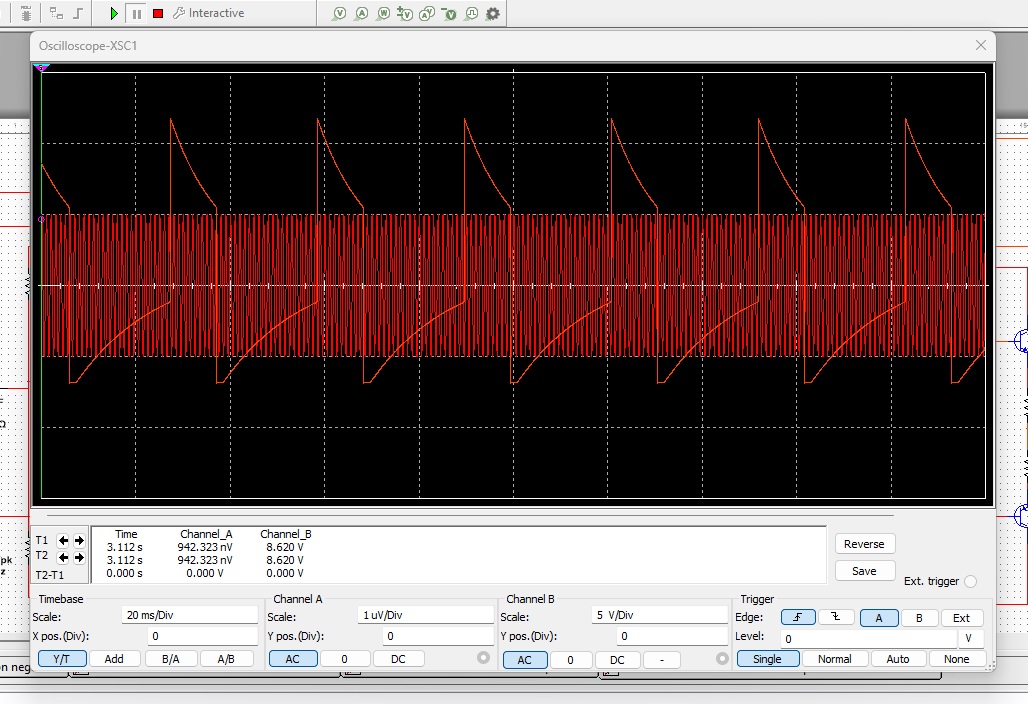 Interactive
Oscilloscope-XSC1
Time Channel_A Channel_B
T1 3.112 s 942.323 nV 8.620 V
T2 3.112 s 942.323 nV 8.620 V
T2-T1 0.000 s 0.000 V 0.000 V
Reverse
Save
Ext. trigger
Timebase
Scale: 20 ms/Div
X pos.(Div): 0
Y/T Add B/A A/B
Channel A
Scale: 1 uV/Div
Y pos.(Div): 0
AC 0 DC
Channel B
Scale: 5 V/Div
Y pos.(Div): 0
AC 0 DC -
Trigger
Edge: A B Ext
Level: 0 V
Single Normal Auto None
pk
z
en neg